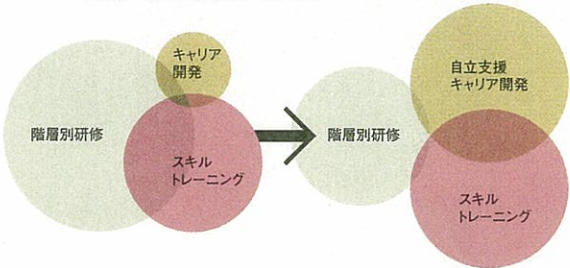 キャリア
開発
階層別研修
スキル
トレーニング
自立支援
キャリア開発
階層別研修
スキル
トレーニング